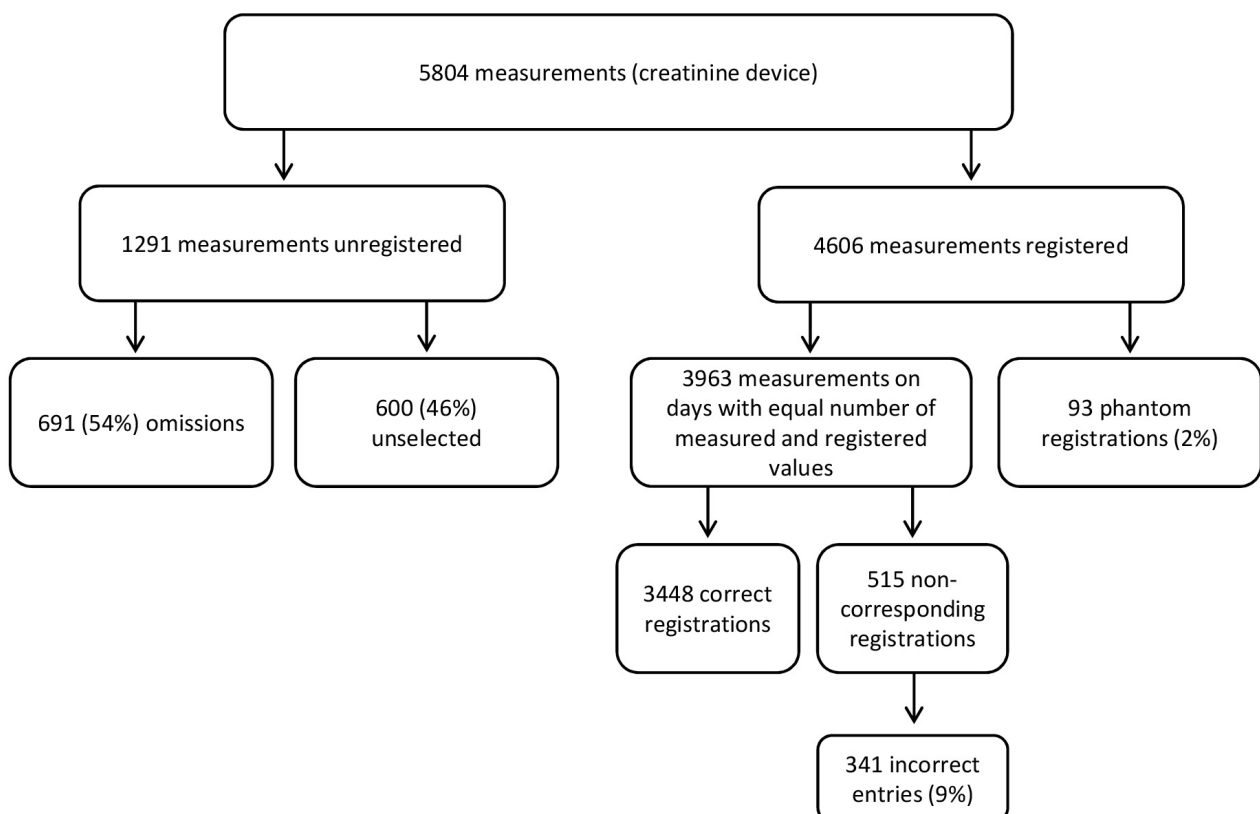 5804 measurements (creatinine device)
1291 measurements unregistered
4606 measurements registered
691 (54%) omissions
600 (46%)
unselected
3963 measurements on
days with equal number of
measured and registered
values
93 phantom
registrations (2%)
3448 correct
registrations
515 non-
corresponding
registrations
341 incorrect
entries (9%)